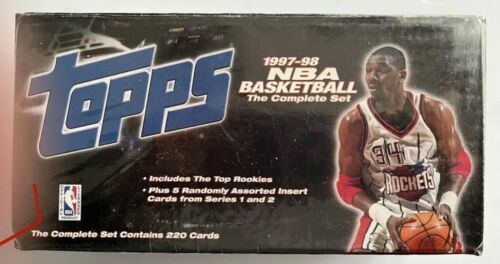 TOPPS
1997-98
NBA
BASKETBALL
The Complete Set
• Includes The Top Rookies
• Plus 5 Randomly Assorted Insert
Cards from Series 1 and 2
34
ROCKETS
The Complete Set Contains 220 Cards